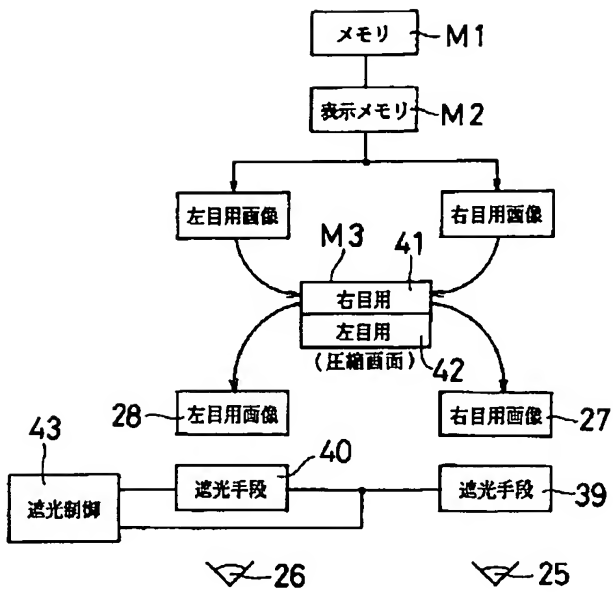 メモリ M1
表示メモリ M2
左目用画像 右目用画像
M3 41
右目用
左目用
(圧縮画面) 42
28 左目用画像 右目用画像 27
43 40
遮光制御 遮光手段 遮光手段 39
26 25